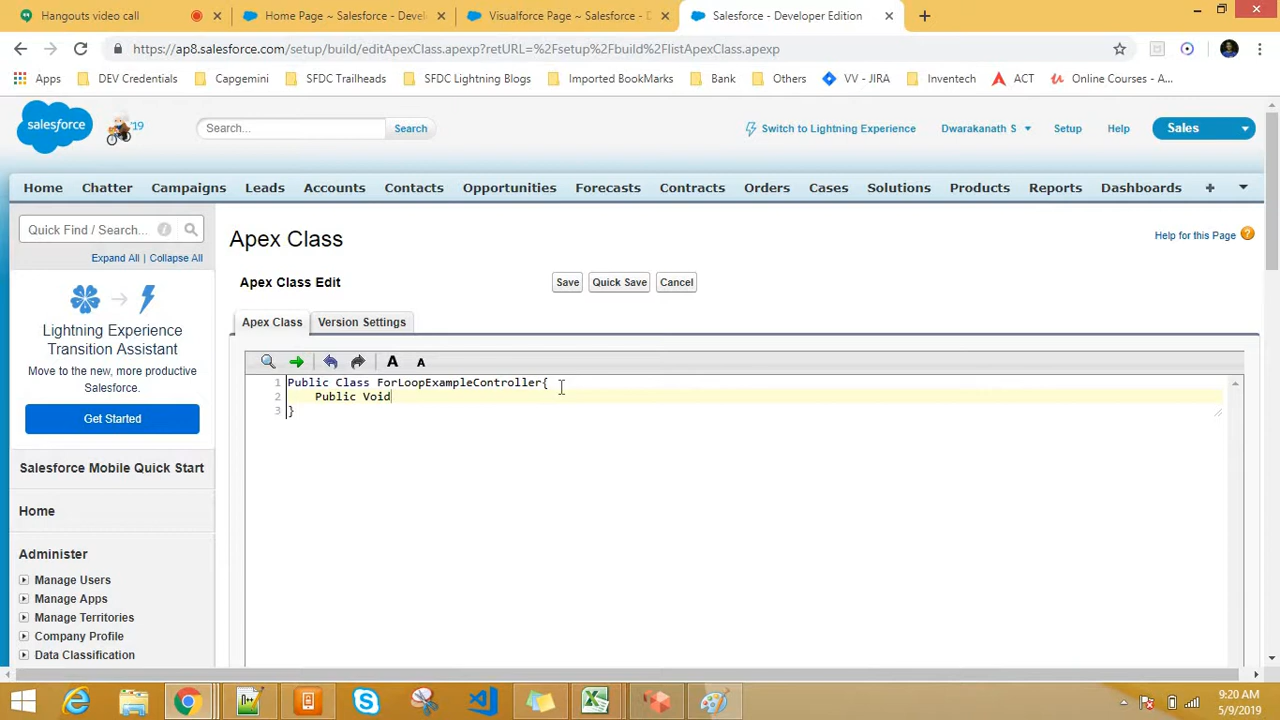 Hangouts video call
Home Page ~ Salesforce - Devel
Visualforce Page ~ Salesforce - D
Salesforce - Developer Edition
https://ap8.salesforce.com/setup/build/editApexClass.apexp?retURL=%2Fsetup%2Fbuild%2FlistApexClass.apexp
Apps
DEV Credentials
Capgemini
SFDC Trailheads
SFDC Lightning Blogs
Imported BookMarks
Bank
Others
VV - JIRA
Inventech
ACT
Online Courses - A...
salesforce
'19
Search...
Search
Switch to Lightning Experience
Dwarakanath S
Setup
Help
Sales
Home Chatter Campaigns Leads Accounts Contacts Opportunities Forecasts Contracts Orders Cases Solutions Products Reports Dashboards +
Quick Find / Search...
Expand All | Collapse All
Lightning Experience
Transition Assistant
Move to the new, more productive
Salesforce.
Get Started
Salesforce Mobile Quick Start
Home
Administer
Manage Users
Manage Apps
Manage Territories
Company Profile
Data Classification
Apex Class
Help for this Page ?
Apex Class Edit
Save
Quick Save
Cancel
Apex Class
Version Settings
A A
1 Public Class ForLoopExampleController{
2 Public Void
3 }
9:20 AM
5/9/2019